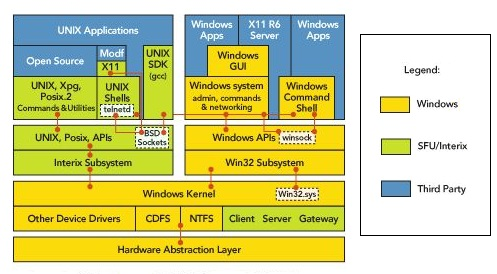 UNIX Applications
Open Source
Modf
X11
UNIX
SDK
(gcc)
UNIX, Xpg,
Posix.2
Commands & Utilities
UNIX
Shells
telnetd
Windows
Apps
X11 R6
Server
Windows
Apps
Windows
GUI
Windows system
admin, commands
& networking
Windows
Command
Shell
UNIX, Posix, APIs
BSD
Sockets
Windows APIs
winsock
Interix Subsystem
Win32 Subsystem
Windows Kernel
Win32.sys
Other Device Drivers
CDFS
NTFS
Client Server Gateway
Hardware Abstraction Layer
Legend:
Windows
SFU/Interix
Third Party